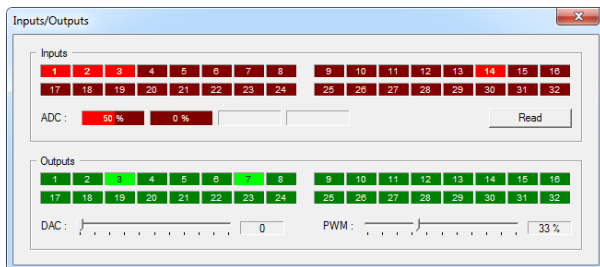 Inputs/Outputs
x
Inputs
1 2 3 4 5 6 7 8 9 10 11 12 13 14 15 16
17 18 19 20 21 22 23 24 25 26 27 28 29 30 31 32
ADC : 50 % 0 % Read
Outputs
1 2 3 4 5 6 7 8 9 10 11 12 13 14 15 16
17 18 19 20 21 22 23 24 25 26 27 28 29 30 31 32
DAC : 0 PWM : 33 %